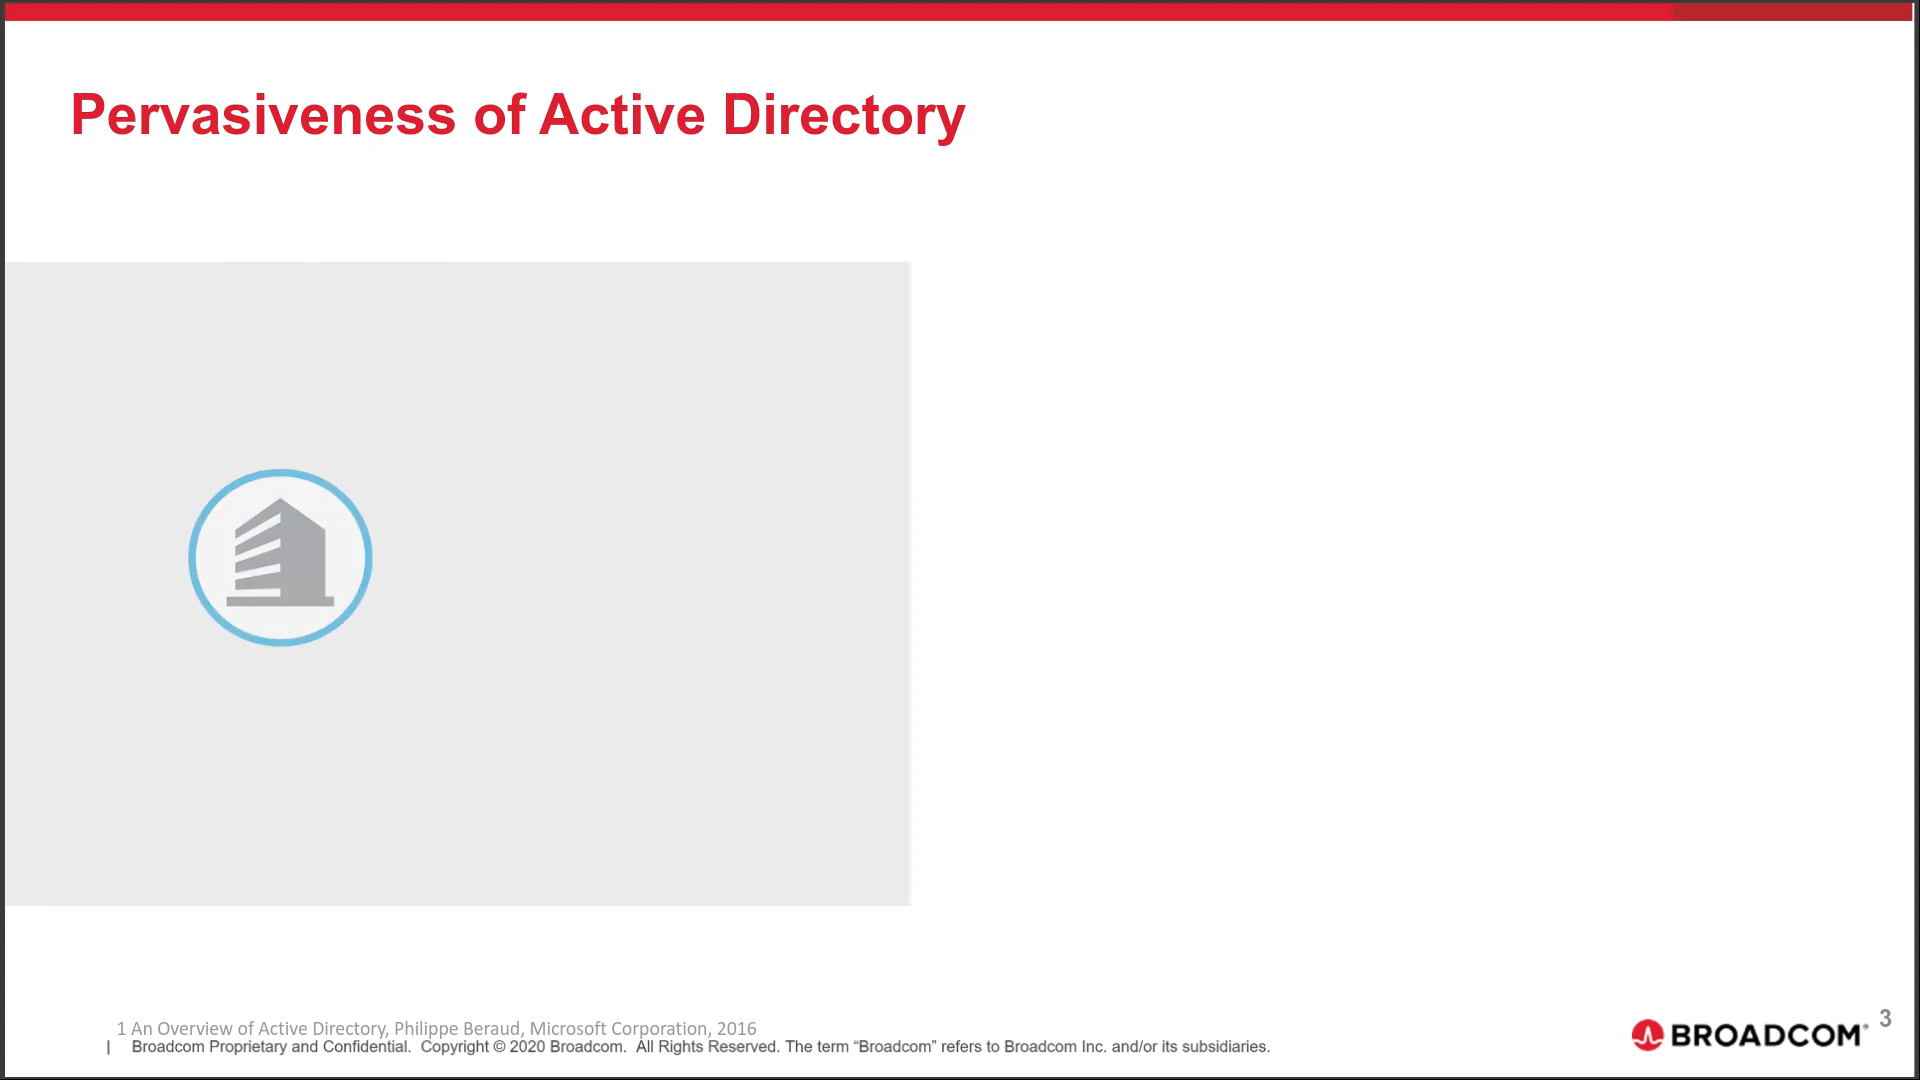 Pervasiveness of Active Directory
1 An Overview of Active Directory, Philippe Beraud, Microsoft Corporation, 2016
| Broadcom Proprietary and Confidential. Copyright © 2020 Broadcom. All Rights Reserved. The term “Broadcom” refers to Broadcom Inc. and/or its subsidiaries.
BROADCOM®
3